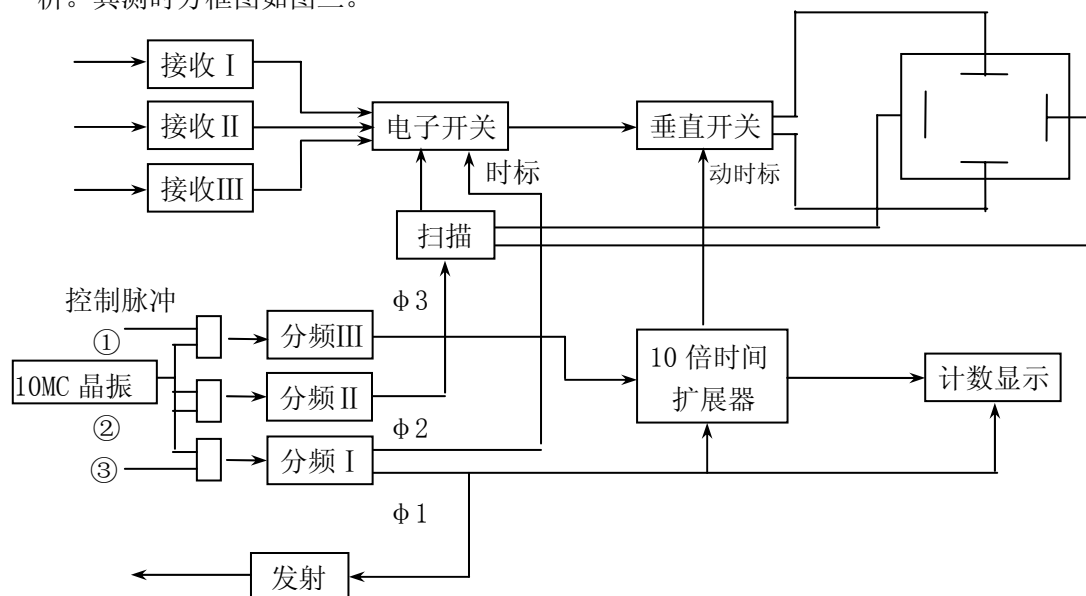 析。其测时方框图如图二。
接收Ⅰ
接收Ⅱ
接收Ⅲ
电子开关
垂直开关
时标
动时标
扫描
控制脉冲
①
10MC 晶振
②
③
分频Ⅲ
分频Ⅱ
分频Ⅰ
φ3
φ2
φ1
10 倍时间
扩展器
计数显示
发射